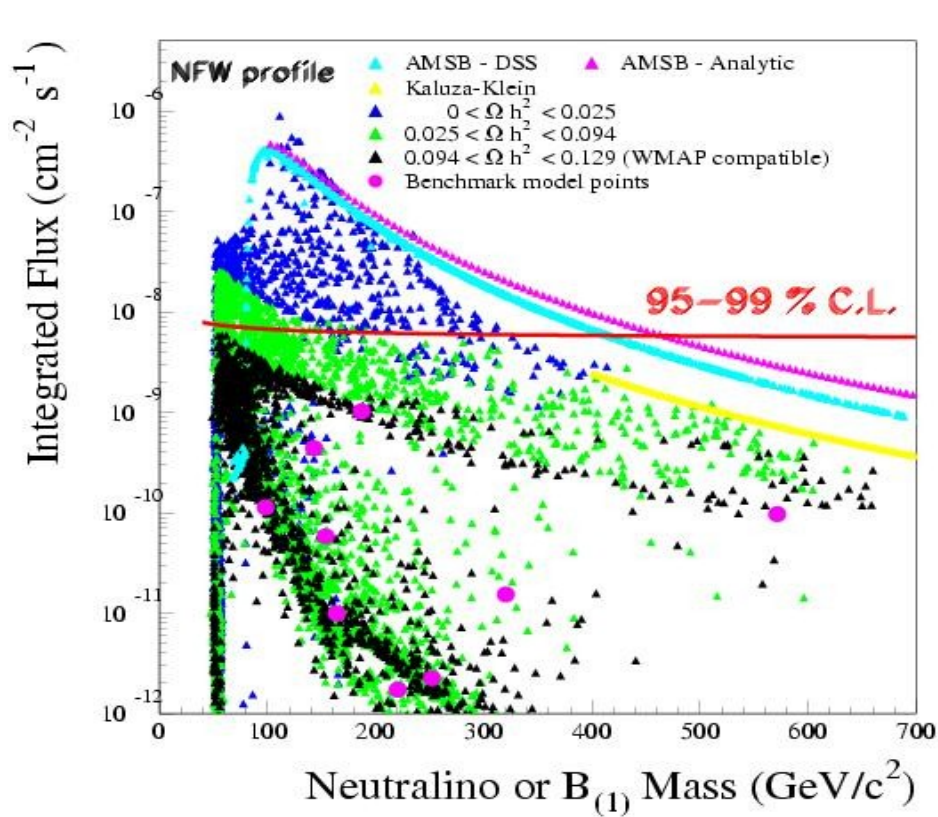 NFW profile
AMSB - DSS
AMSB - Analytic
Kaluza-Klein
0 < Ω h² < 0.025
0.025 < Ω h² < 0.094
0.094 < Ω h² < 0.129 (WMAP compatible)
Benchmark model points
95-99 % C.L.
Integrated Flux (cm⁻² s⁻¹)
10⁻⁶
10⁻⁷
10⁻⁸
10⁻⁹
10⁻¹⁰
10⁻¹¹
10⁻¹²
0 100 200 300 400 500 600 700
Neutralino or B₍₁₎ Mass (GeV/c²)